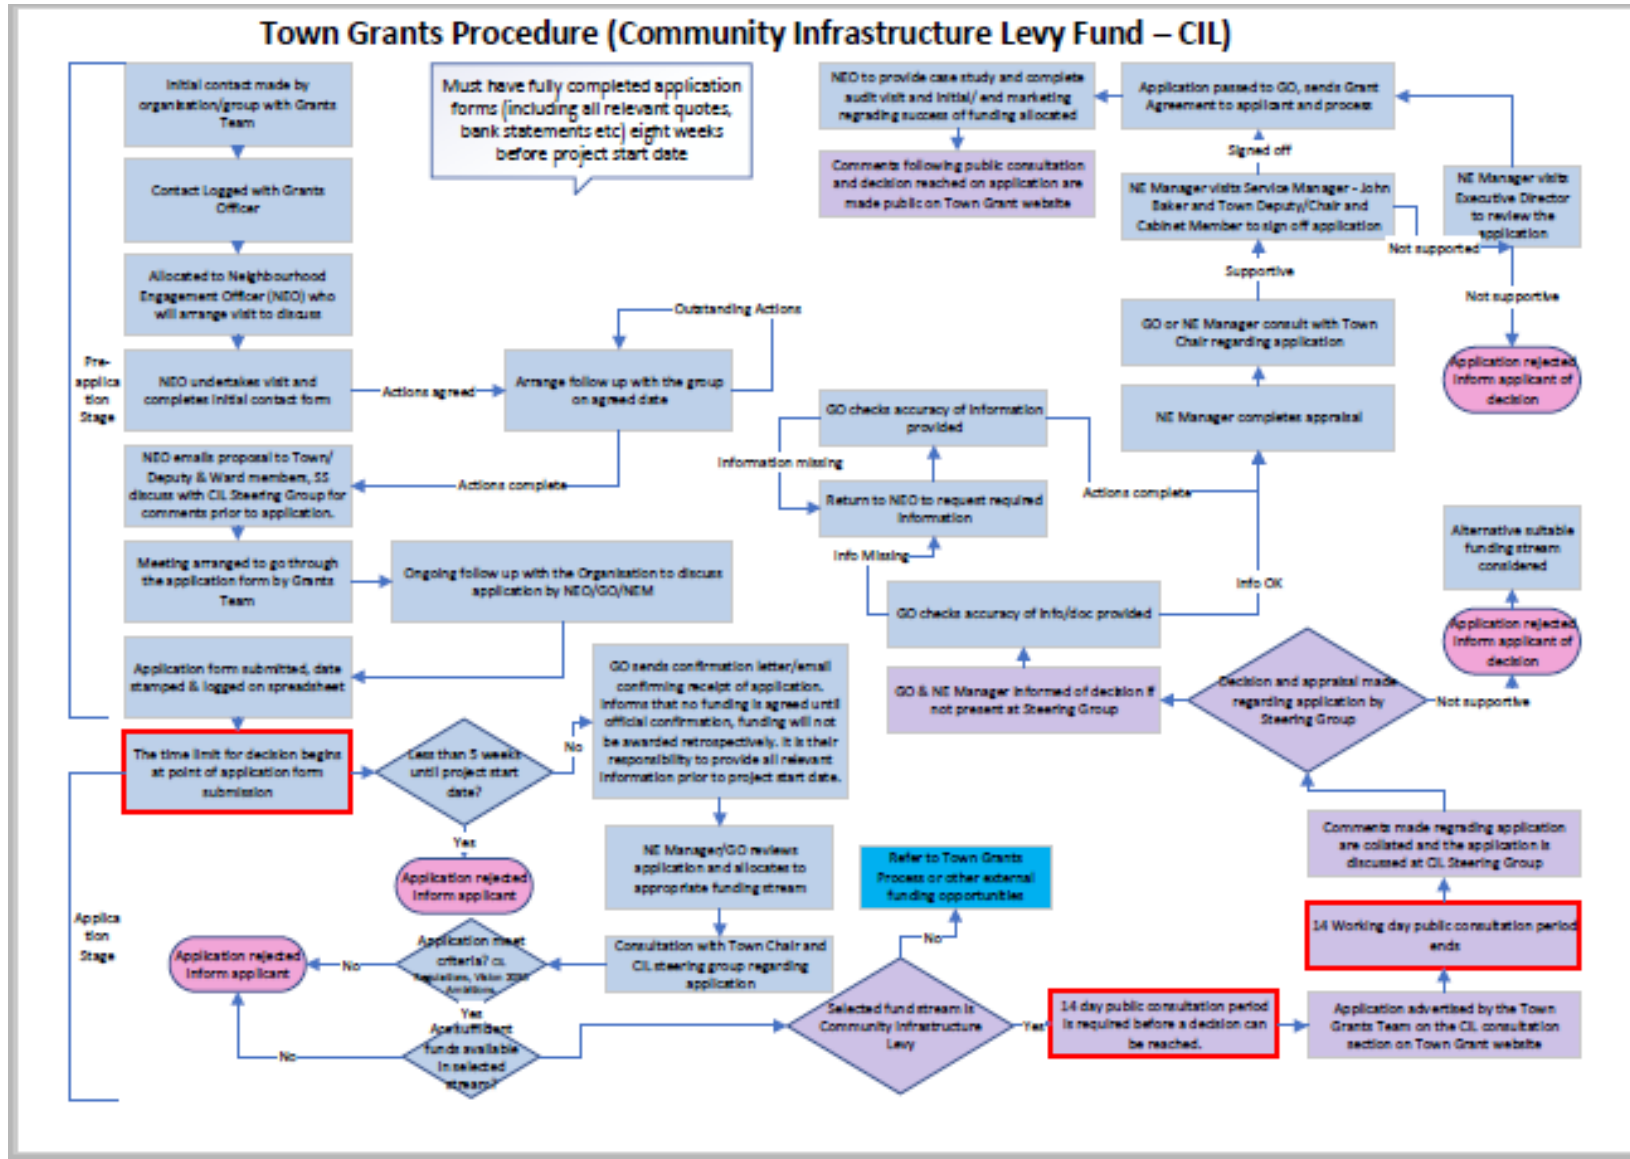 Town Grants Procedure (Community Infrastructure Levy Fund – CIL)
Initial contact made by
organisation/group with Grants
Team
Contact Logged with Grants
Officer
Allocated to Neighbourhood
Engagement Officer (NEO) who
will arrange visit to discuss
NEO undertakes visit and
completes initial contact form
Actions agreed
Arrange follow up with the group
on agreed date
Outstanding Actions
Actions complete
NEO emails proposal to Town/
Deputy & Ward members, SS
discuss with CIL Steering Group for
comments prior to application.
Meeting arranged to go through
the application form by Grants
Team
Ongoing follow up with the Organisation to discuss
application by NEO/GO/NEM
Application form submitted, date
stamped & logged on spreadsheet
Pre-
applica
tion
Stage
Must have fully completed application
forms (including all relevant quotes,
bank statements etc) eight weeks
before project start date
The time limit for decision begins
at point of application form
submission
Less than 5 weeks
until project start
date?
Yes
Application rejected
Inform applicant
No
GO sends confirmation letter/email
confirming receipt of application.
Informs that no funding is agreed until
official confirmation, funding will not
be awarded retrospectively. It is their
responsibility to provide all relevant
information prior to project start date.
NE Manager/GO reviews
application and allocates to
appropriate funding stream
Consultation with Town Chair and
CIL steering group regarding
application
Application meet
criteria? CIL
Regulations, Vision 2030
Ambitions,
No
Application rejected
Inform applicant
Yes
Are sufficient
funds available
in selected
stream?
No
Applica
tion
Stage
Selected fund stream is
Community Infrastructure
Levy
No
Refer to Town Grants
Process or other external
funding opportunities
Yes
14 day public consultation period
is required before a decision can
be reached.
Application advertised by the Town
Grants Team on the CIL consultation
section on Town Grant website
14 Working day public consultation period
ends
Comments made regrading application
are collated and the application is
discussed at CIL Steering Group
Decision and appraisal made
regarding application by
Steering Group
Not supportive
Application rejected
Inform applicant of
decision
Alternative suitable
funding stream
considered
GO & NE Manager informed of decision if
not present at Steering Group
GO checks accuracy of info/doc provided
Info Missing
Info OK
Return to NEO to request required
information
GO checks accuracy of information
provided
Information missing
Actions complete
NE Manager completes appraisal
GO or NE Manager consult with Town
Chair regarding application
Supportive
NE Manager visits Service Manager - John
Baker and Town Deputy/Chair and
Cabinet Member to sign off application
Signed off
Not supported
NE Manager visits
Executive Director
to review the
application
Not supportive
Application rejected
Inform applicant of
decision
Application passed to GO, sends Grant
Agreement to applicant and process
NEO to provide case study and complete
audit visit and initial/ end marketing
regrading success of funding allocated
Comments following public consultation
and decision reached on application are
made public on Town Grant website